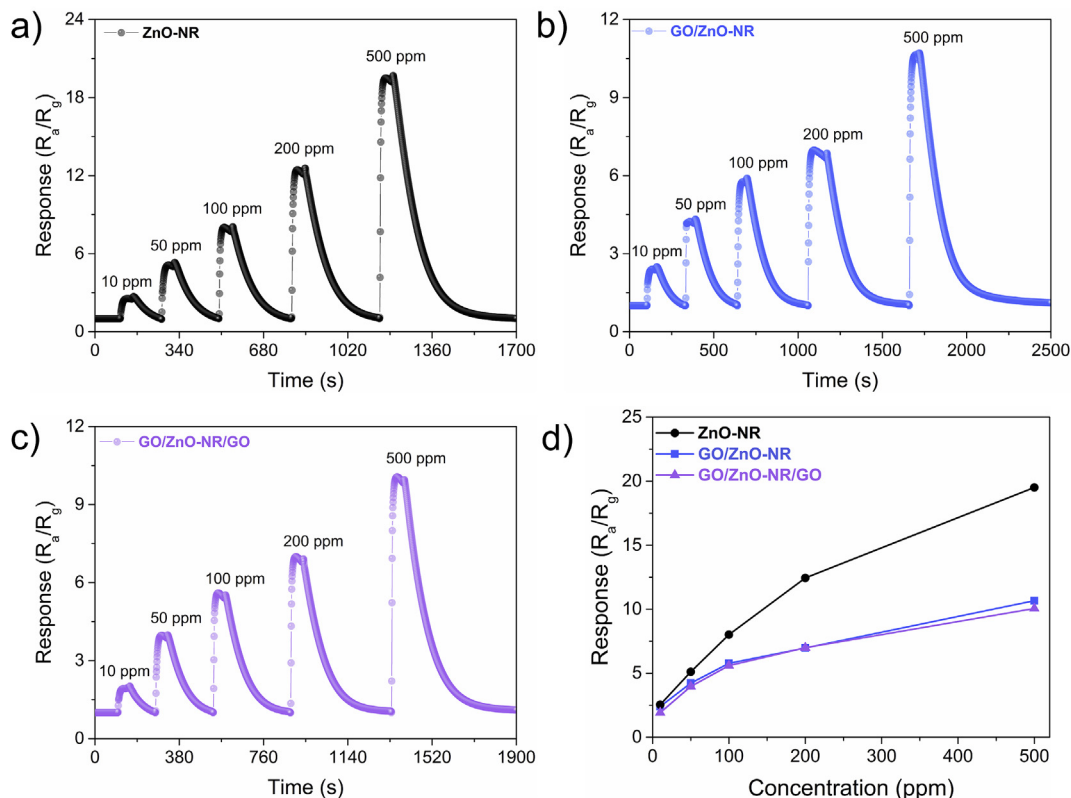 a)
ZnO-NR
10 ppm
50 ppm
100 ppm
200 ppm
500 ppm
Response (Ra/Rg)
0
6
12
18
24
0
340
680
1020
1360
1700
Time (s)
b)
GO/ZnO-NR
10 ppm
50 ppm
100 ppm
200 ppm
500 ppm
Response (Ra/Rg)
0
3
6
9
12
0
500
1000
1500
2000
2500
Time (s)
c)
GO/ZnO-NR/GO
10 ppm
50 ppm
100 ppm
200 ppm
500 ppm
Response (Ra/Rg)
0
3
6
9
12
0
380
760
1140
1520
1900
Time (s)
d)
ZnO-NR
GO/ZnO-NR
GO/ZnO-NR/GO
Response (Ra/Rg)
0
5
10
15
20
25
0
100
200
300
400
500
Concentration (ppm)